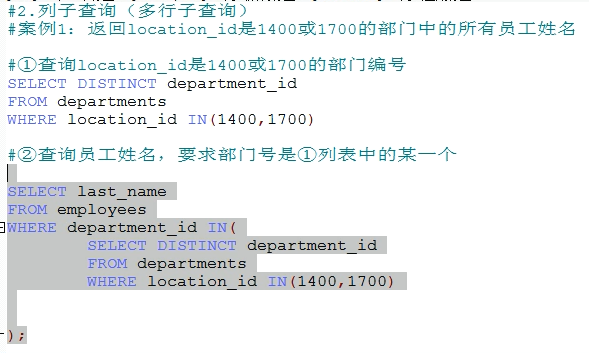 #2.列子查询（多行子查询）
#案例1：返回location_id是1400或1700的部门中的所有员工姓名
#①查询location_id是1400或1700的部门编号
SELECT DISTINCT department_id
FROM departments
WHERE location_id IN(1400,1700)
#②查询员工姓名，要求部门号是①列表中的某一个
SELECT last_name
FROM employees
WHERE department_id IN(
SELECT DISTINCT department_id
FROM departments
WHERE location_id IN(1400,1700)
);